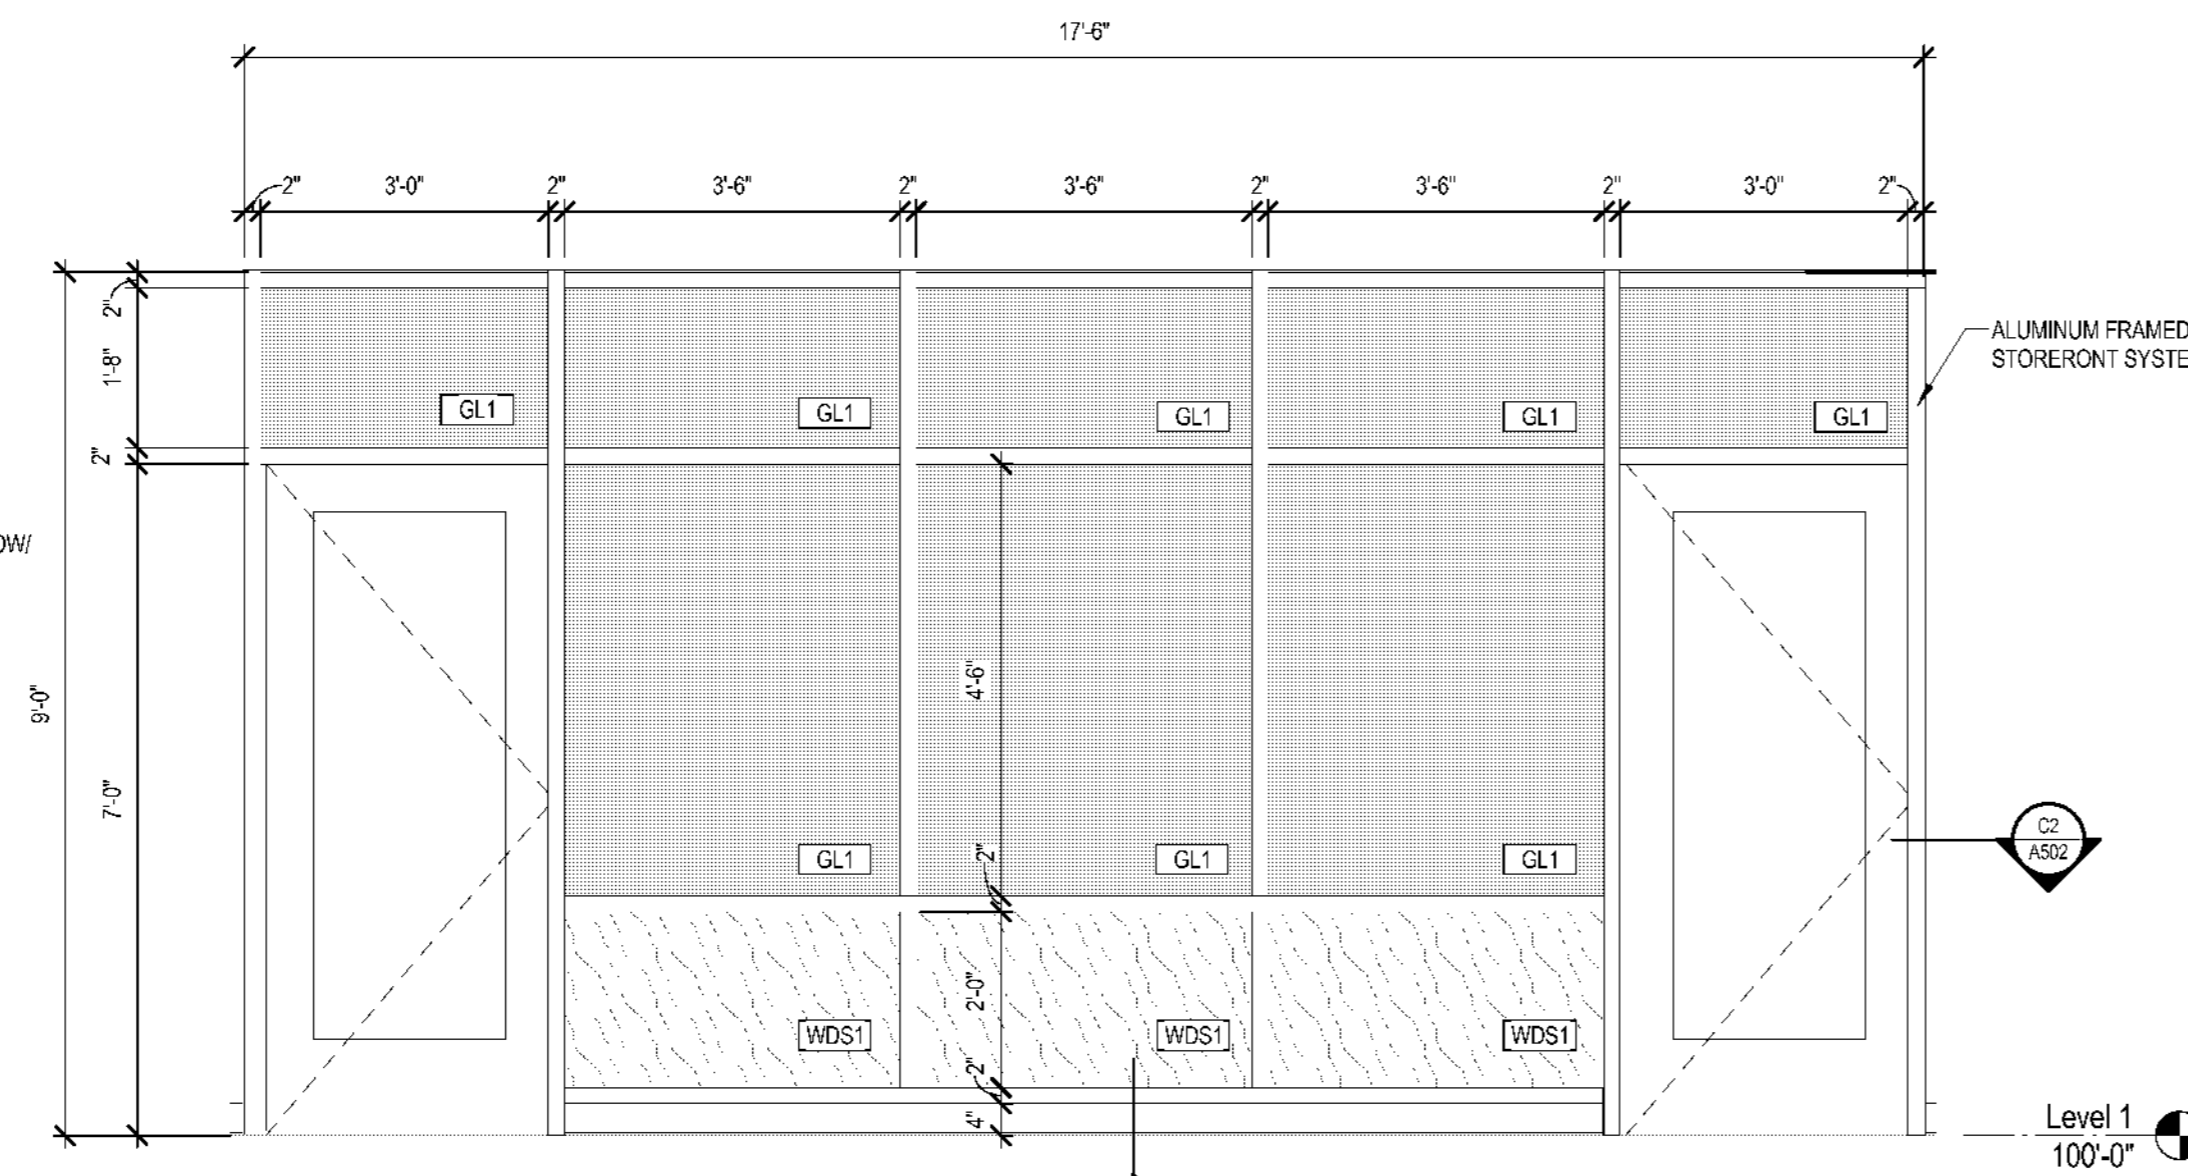 17'-6"
2" 3'-0" 2" 3'-6" 2" 3'-6" 2" 3'-6" 2" 3'-0" 2"
2"
1'-8"
2"
ALUMINUM FRAMED
STORERONT SYSTE
GL1 GL1 GL1 GL1 GL1
OW/
9'-0"
7'-0"
4'-6"
2"
GL1 GL1 GL1
C2
A502
2'-0"
WDS1 WDS1 WDS1
2"
4"
Level 1
100'-0"